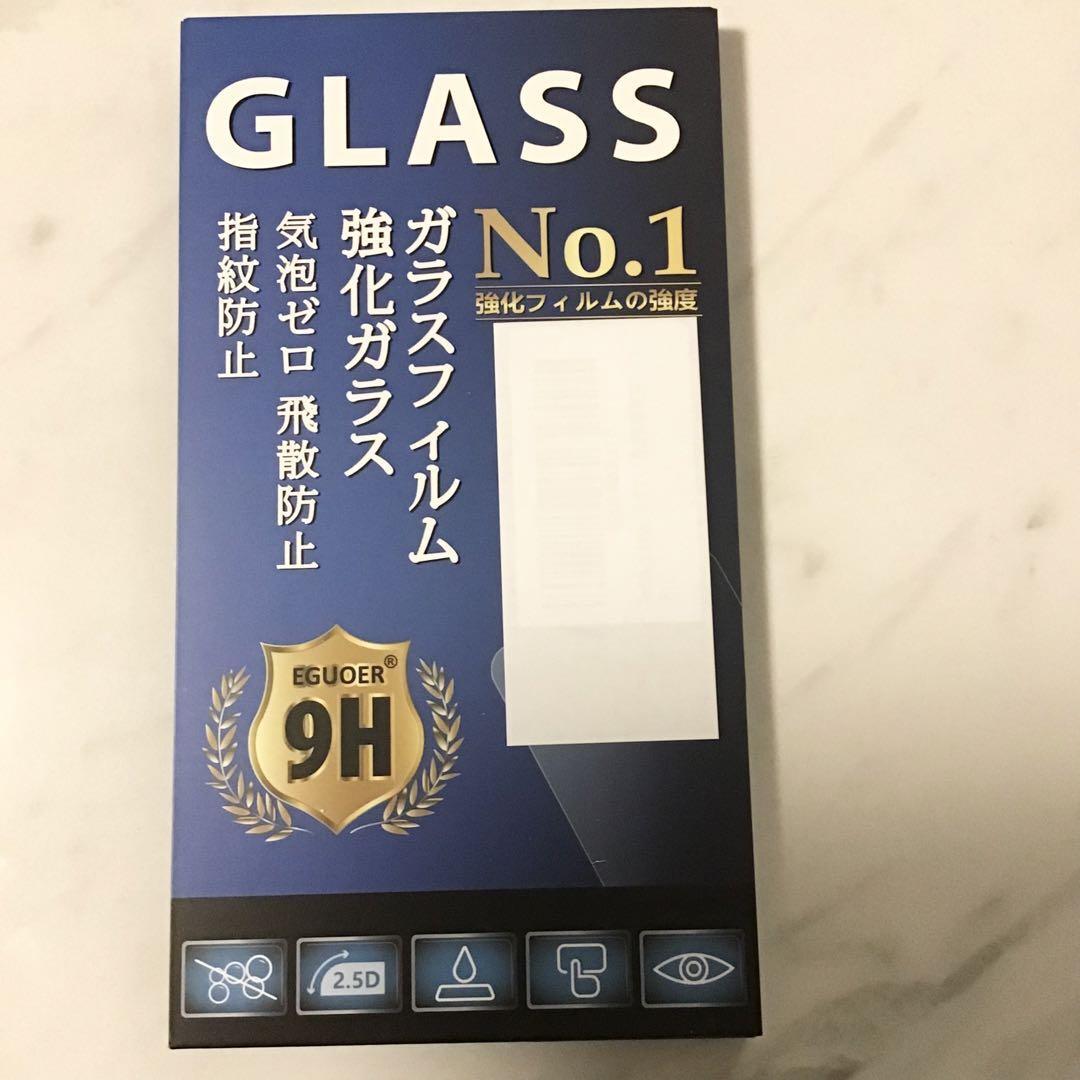 GLASS
No.1
強化フィルムの強度
ガラスフィルム
強化ガラス
気泡ゼロ 飛散防止
指紋防止
EGUOER®
9H
2.5D